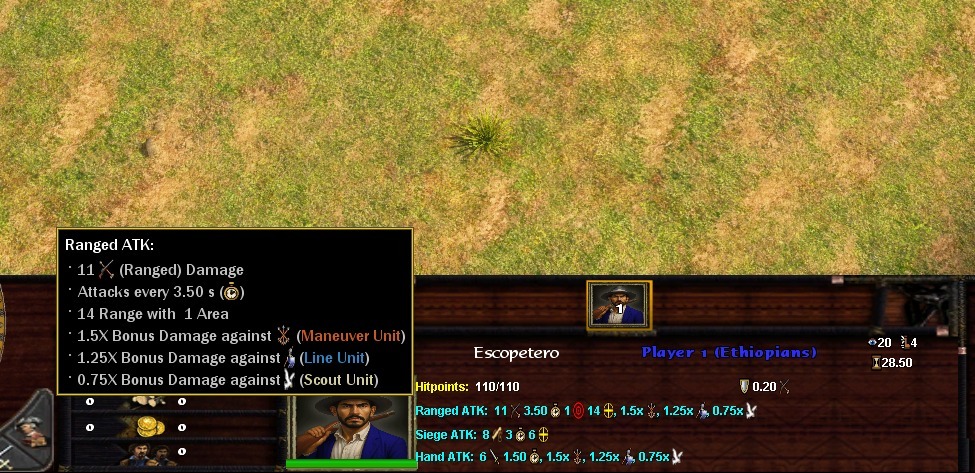 Ranged ATK:
· 11 (Ranged) Damage
· Attacks every 3.50 s ( )
· 14 Range with 1 Area
· 1.5X Bonus Damage against (Maneuver Unit)
· 1.25X Bonus Damage against (Line Unit)
· 0.75X Bonus Damage against (Scout Unit)
1
Escopetero
Player 1 (Ethiopians)
20 4
28.50
Hitpoints: 110/110
0.20
Ranged ATK: 11 3.50 1 14 , 1.5x , 1.25x 0.75x
Siege ATK: 8 3 6
Hand ATK: 6 1.50 , 1.5x , 1.25x 0.75x
0 0
0 0
0